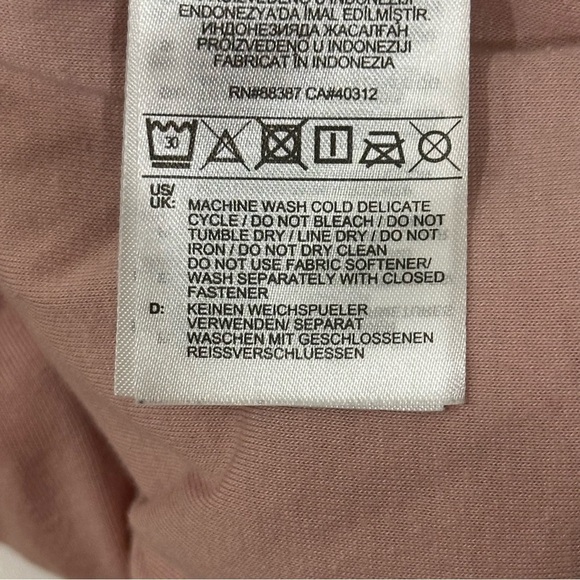 PROIZVEDENO U INDONEZIJI
ENDONEZYA'DA İMAL EDİLMİŞTİR.
ИНДОНЕЗИЯДА ЖАСАЛҒАН
PROIZVEDENO U INDONEZIJI
FABRICAT ÎN INDONEZIA
RN#88387 CA#40312
30
US/
UK: MACHINE WASH COLD DELICATE
CYCLE / DO NOT BLEACH / DO NOT
TUMBLE DRY / LINE DRY / DO NOT
IRON / DO NOT DRY CLEAN
DO NOT USE FABRIC SOFTENER/
WASH SEPARATELY WITH CLOSED
FASTENER
D: KEINEN WEICHSPUELER
VERWENDEN/ SEPARAT
WASCHEN MIT GESCHLOSSENEN
REISSVERSCHLUESSEN